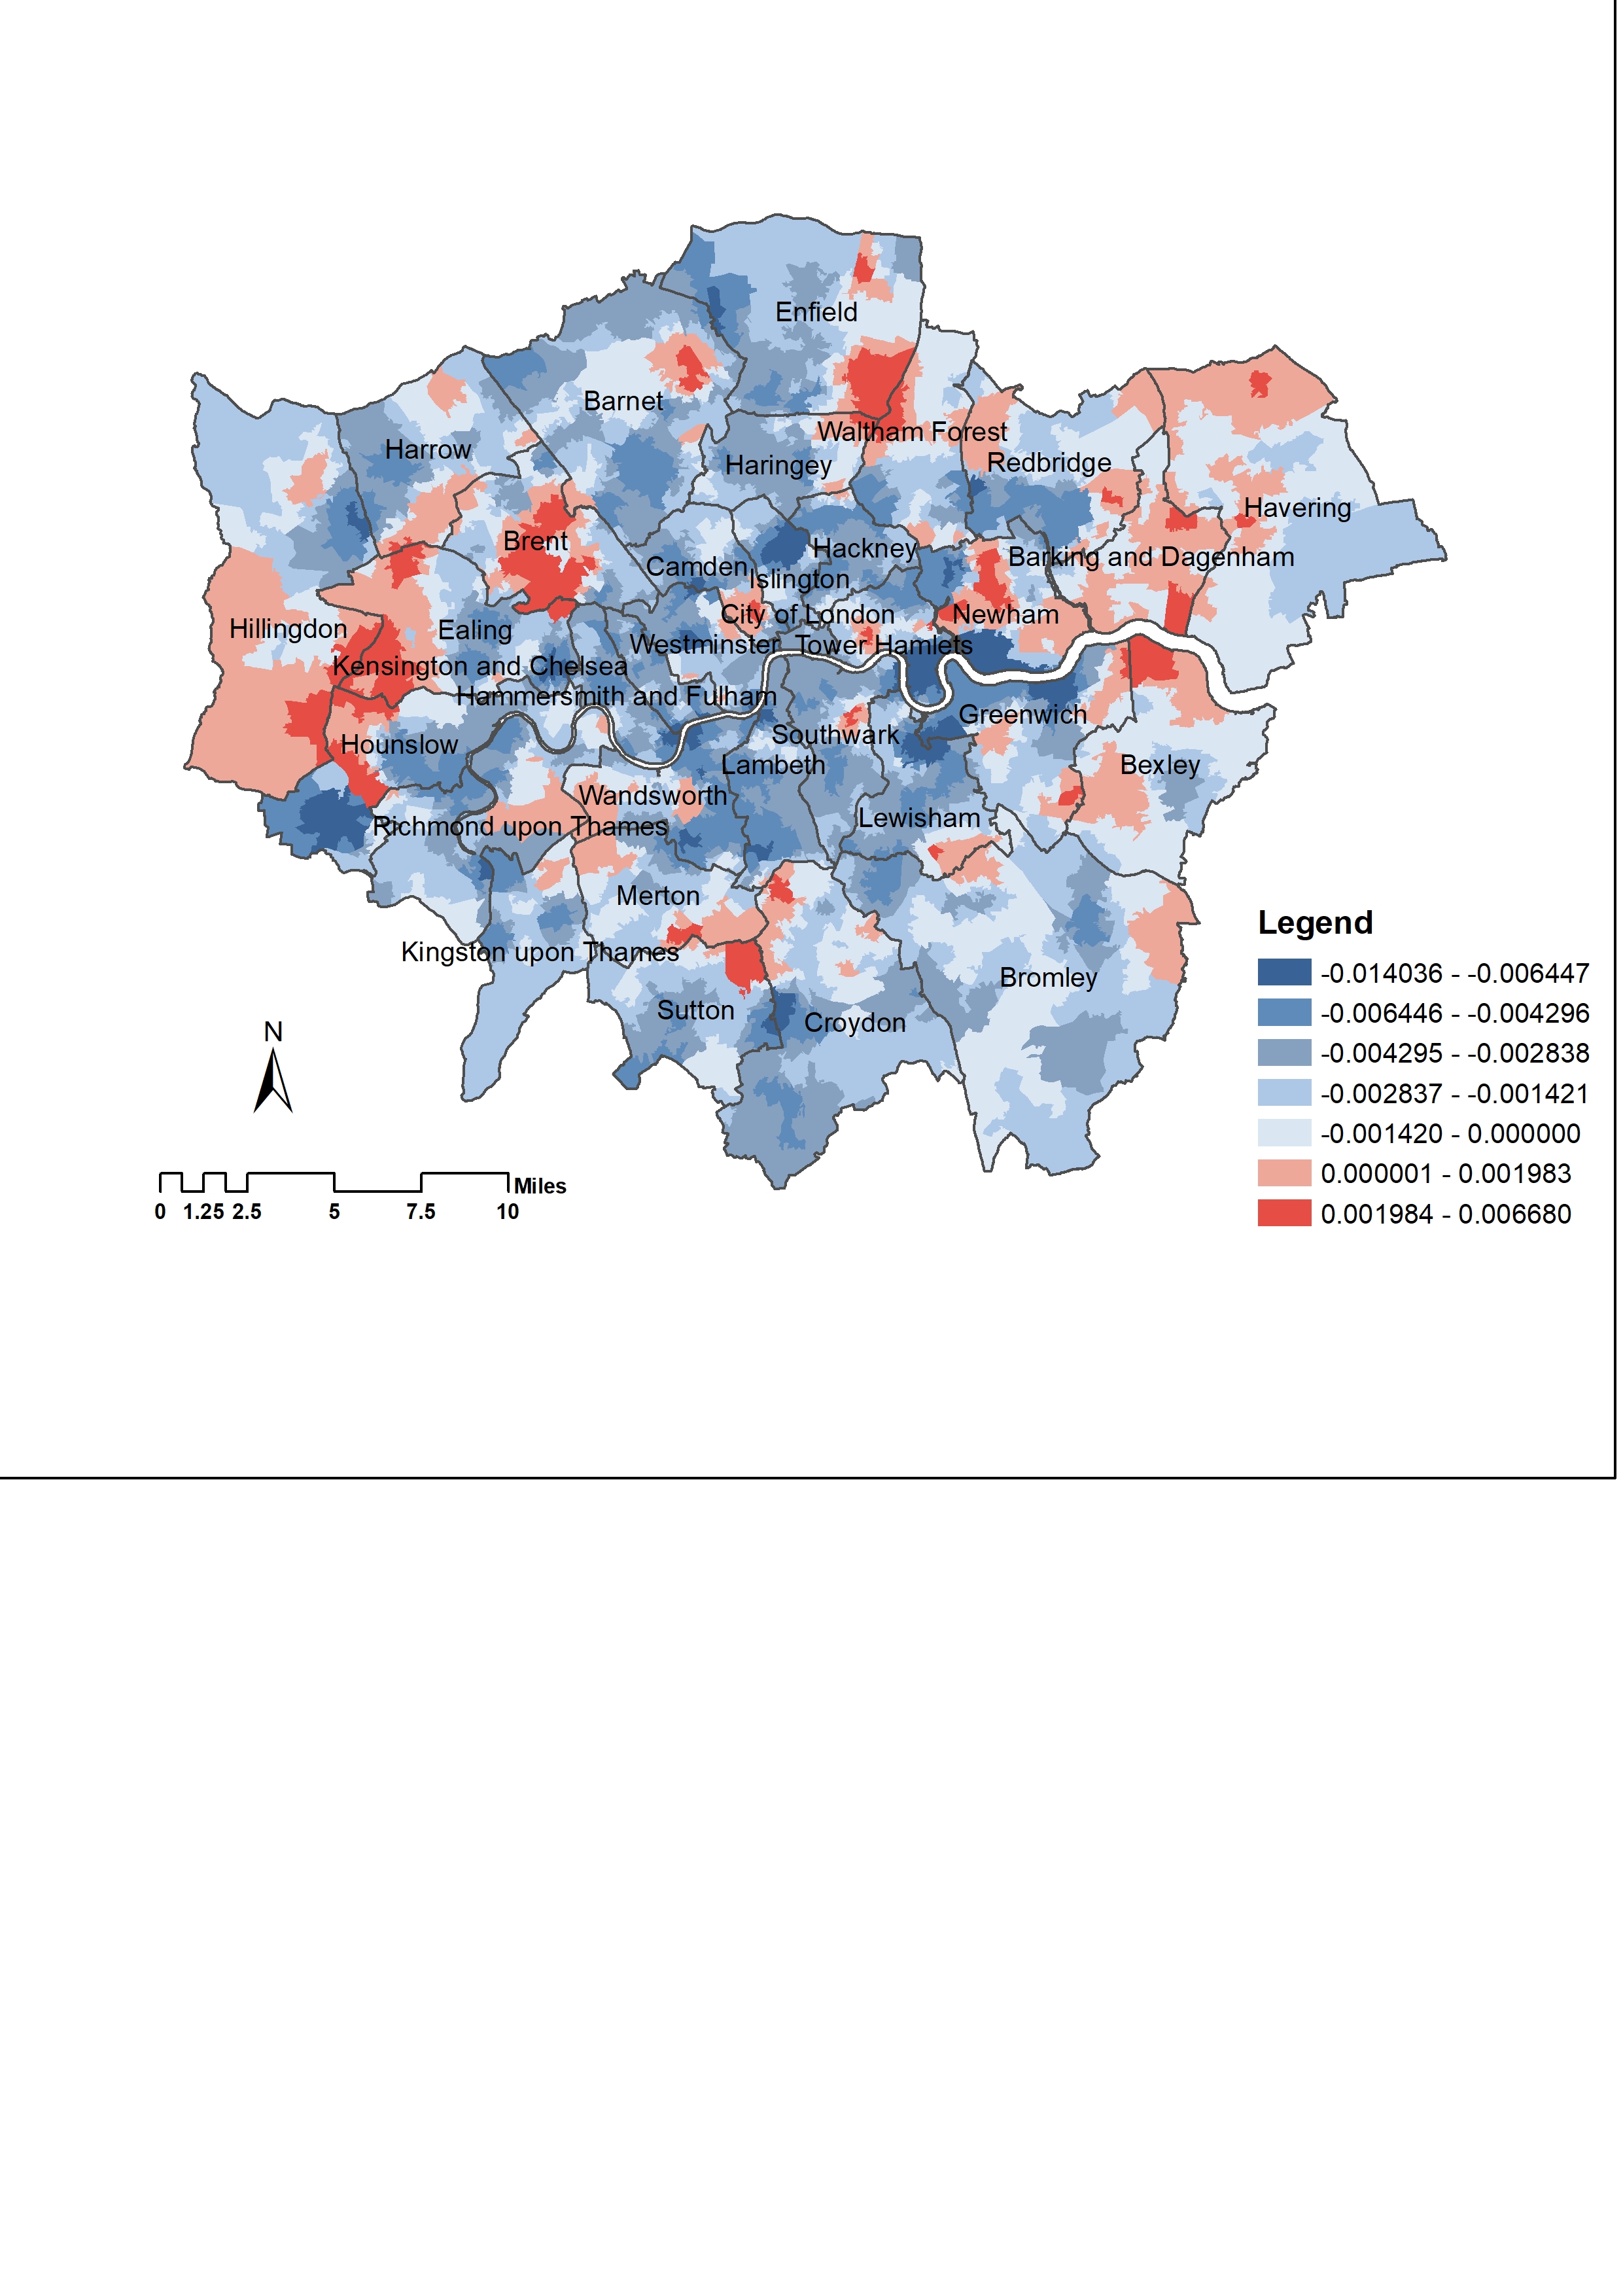 Enfield
Barnet
Waltham Forest
Harrow
Haringey
Redbridge
Havering
Brent
Hackney
Barking and Dagenham
Camden
Islington
City of London
Newham
Hillingdon
Ealing
Westminster
Tower Hamlets
Kensington and Chelsea
Hammersmith and Fulham
Greenwich
Southwark
Hounslow
Lambeth
Bexley
Wandsworth
Lewisham
Richmond upon Thames
Merton
Kingston upon Thames
Bromley
Sutton
Croydon
N
0 1.25 2.5 5 7.5 10 Miles
Legend
-0.014036 - -0.006447
-0.006446 - -0.004296
-0.004295 - -0.002838
-0.002837 - -0.001421
-0.001420 - 0.000000
0.000001 - 0.001983
0.001984 - 0.006680